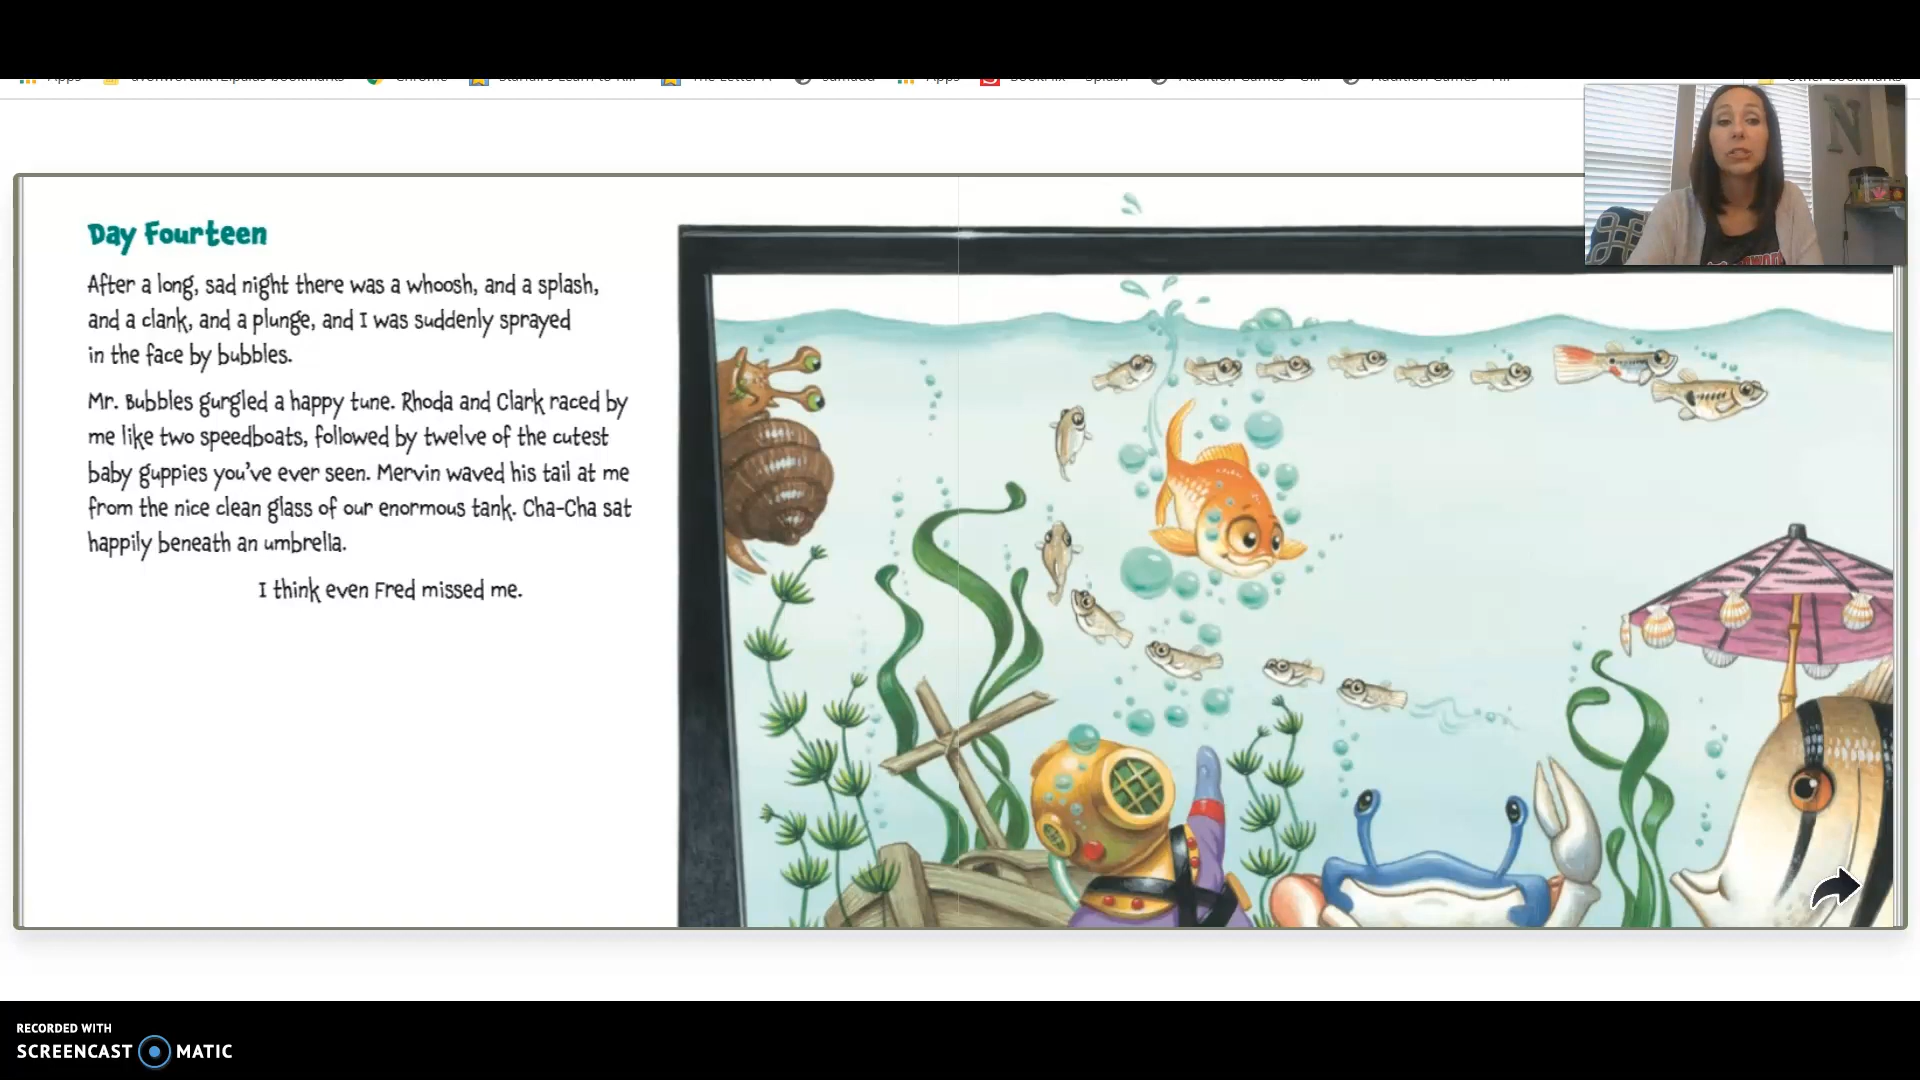 Day Fourteen
After a long, sad night there was a whoosh, and a splash,
and a clank, and a plunge, and I was suddenly sprayed
in the face by bubbles.
Mr. Bubbles gurgled a happy tune. Rhoda and Clark raced by
me like two speedboats, followed by twelve of the cutest
baby guppies you've ever seen. Mervin waved his tail at me
from the nice clean glass of our enormous tank. Cha-Cha sat
happily beneath an umbrella.
I think even Fred missed me.
N
RECORDED WITH
SCREENCAST MATIC